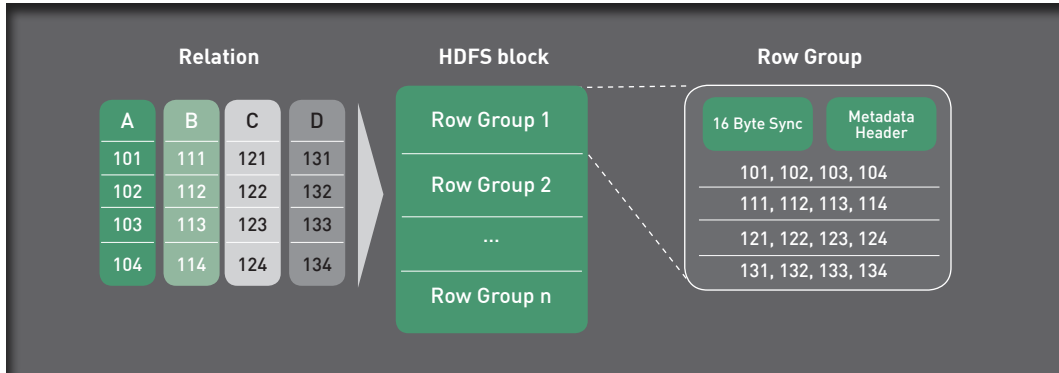 Relation
A B C D
101 111 121 131
102 112 122 132
103 113 123 133
104 114 124 134
HDFS block
Row Group 1
Row Group 2
...
Row Group n
Row Group
16 Byte Sync
Metadata
Header
101, 102, 103, 104
111, 112, 113, 114
121, 122, 123, 124
131, 132, 133, 134